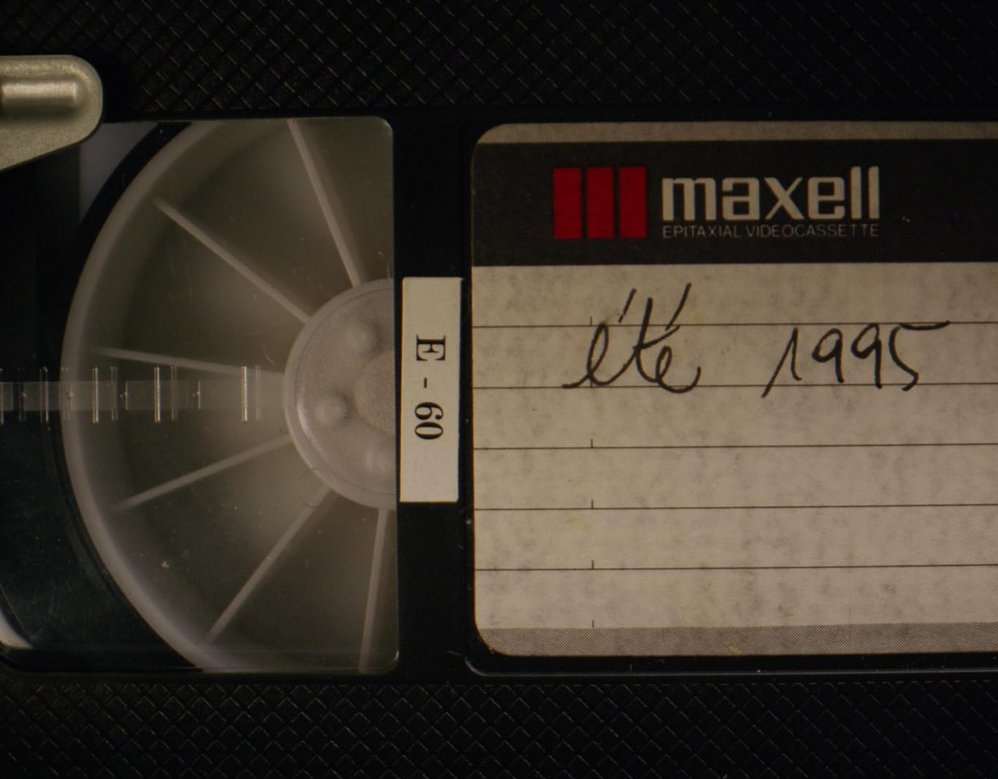 E - 60
maxell
EPITAXIAL VIDEOCASSETTE
été 1995